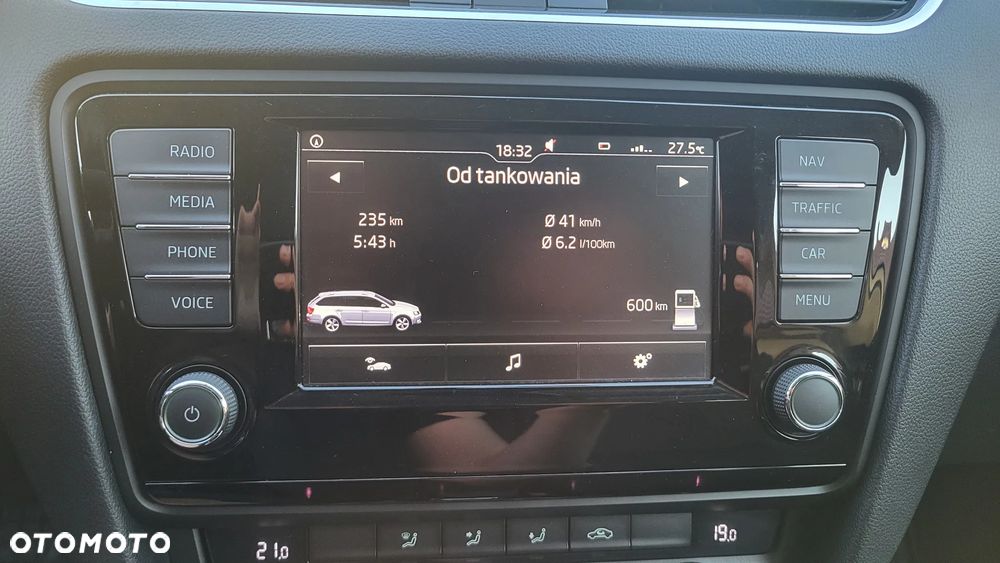 18:32 27.5°C
Od tankowania
235 km Ø 41 km/h
5:43 h Ø 6.2 l/100km
600 km
RADIO
MEDIA
PHONE
VOICE
NAV
TRAFFIC
CAR
MENU
21.0 19.0
OTOMOTO